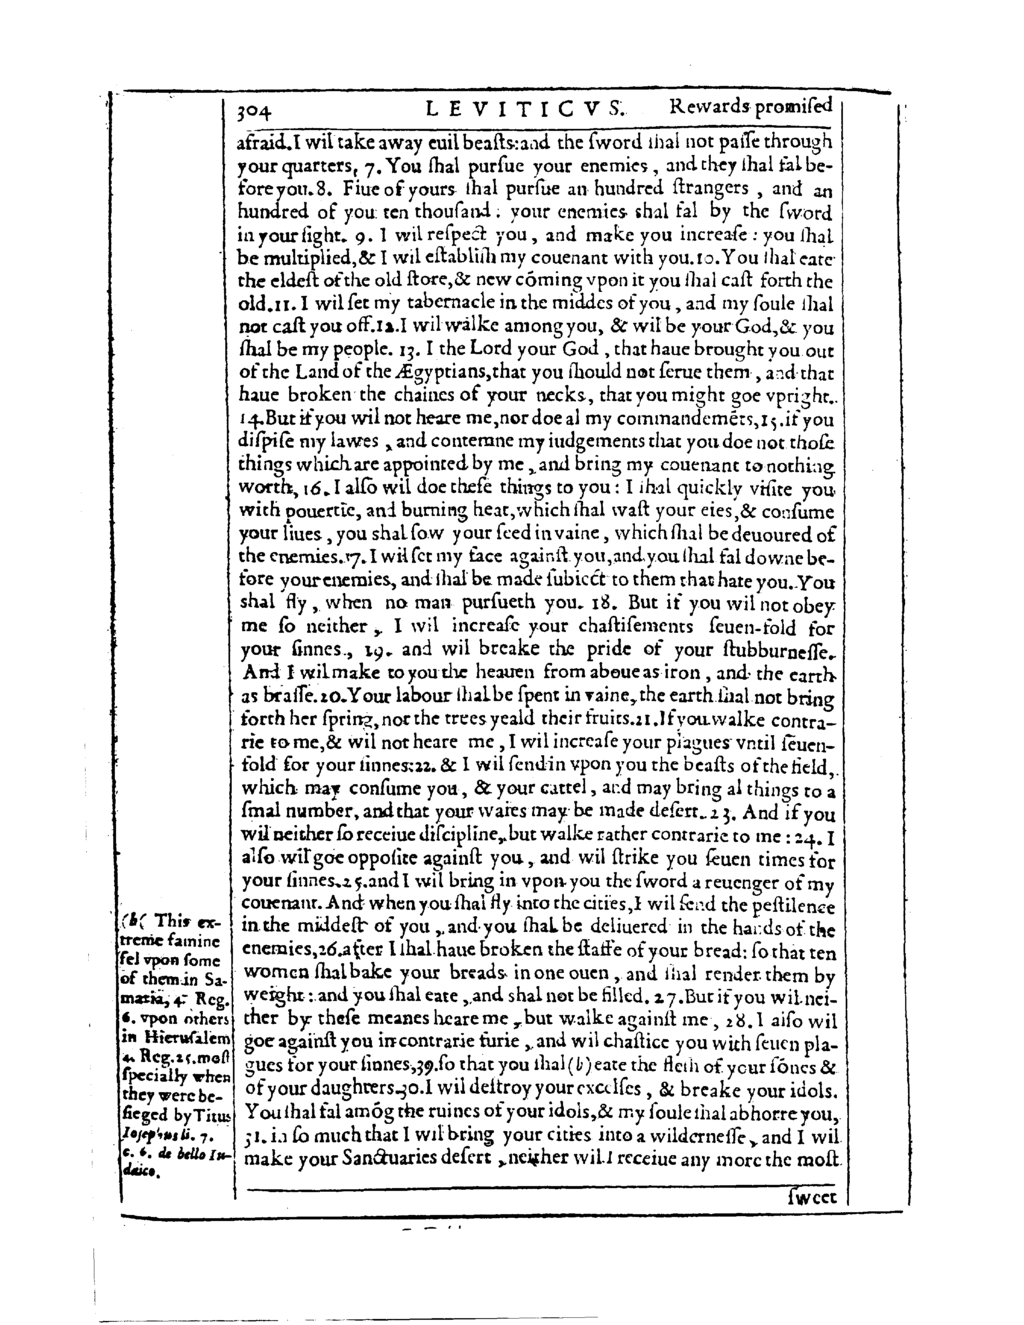 304 LEVITICVS. Rewards promiſed
afraid. I wil take away euil beaſts: and the ſword ſhal not paſſe through
your quarters, 7. You ſhal purſue your enemies, and they ſhal fal be-
fore you. 8. Fiue of yours ſhal purſue an hundred ſtrangers, and an
hundred of you ten thouſand: your enemies shal fal by the ſword
in your ſight. 9. I wil reſpect you, and make you increaſe: you ſhal
be multiplied, & I wil eſtabliſh my couenant with you. 10. You ſhal eate
the eldeſt of the old ſtore, & new cōming vpon it you ſhal caſt forth the
old. 11. I wil ſet my tabernacle in the middes of you, and my ſoule ſhal
not caſt you off. 12. I wil walke among you, & wil be your God, & you
ſhal be my people. 13. I the Lord your God, that haue brought you out
of the Land of the Ægyptians, that you ſhould not ſerue them, and that
haue broken the chaines of your necks, that you might goe vpright.
14. But if you wil not heare me, nor doe al my commandemēts, 15. if you
diſpiſe my lawes, and contemne my iudgements that you doe not thoſe
things which are appointed by me, and bring my couenant to nothing
worth, 16. I alſo wil doe theſe things to you: I ſhal quickly viſite you
with pouertie, and burning heat, which ſhal waſt your eies, & conſume
your liues, you shal ſow your ſeed in vaine, which ſhal be deuoured of
the enemies. 17. I wil ſet my face againſt you, and you ſhal fal downe be-
fore your enemies, and ſhal be made ſubiect to them that hate you. You
shal fly, when no man purſueth you. 18. But if you wil not obey
me ſo neither, I wil increaſe your chaſtiſements ſeuen-fold for
your ſinnes, 19. and wil breake the pride of your ſtubburneſſe.
And I wil make to you the heauen from aboue as iron, and the earth
as braſſe. 20. Your labour ſhal be ſpent in vaine, the earth ſhal not bring
forth her ſpring, nor the trees yeald their fruits. 21. If you walke contra-
rie to me, & wil not heare me, I wil increaſe your plagues vntil ſeuen-
fold for your ſinnes: 22. & I wil ſend in vpon you the beaſts of the field,
which may conſume you, & your cattel, and may bring al things to a
ſmal number, and that your waies may be made deſert. 23. And if you
wil neither ſo receiue diſcipline, but walke rather contrarie to me: 24. I
alſo wil goe oppoſite againſt you, and wil ſtrike you ſeuen times for
your ſinnes. 25. and I wil bring in vpon you the ſword a reuenger of my
couenant. And when you ſhal fly into the cities, I wil ſend the peſtilence
in the middeſt of you, and you ſhal be deliuered in the hands of the
enemies, 26. after I ſhal haue broken the ſtaffe of your bread: ſo that ten
women ſhal bake your breads in one ouen, and ſhal render them by
weight: and you ſhal eate, and shal not be filled. 27. But if you wil nei-
ther by theſe meanes heare me, but walke againſt me, 28. I alſo wil
goe againſt you in contrarie furie, and wil chaſtice you with ſeuen pla-
gues for your ſinnes, 39. ſo that you ſhal (b) eate the fleſh of your ſōnes &
of your daughters. 30. I wil deſtroy your excelſes, & breake your idols.
You ſhal fal amōg the ruines of your idols, & my ſoule ſhal abhorre you,
31. in ſo much that I wil bring your cities into a wilderneſſe, and I wil
make your Sanctuaries deſert, neither wil I receiue any more the moſt
ſweet
(b( This ex-
treme famine
fel vpon ſome
of them in Sa-
maria, 4. Reg.
6. vpon others
in Hieruſalem
4. Reg. 25. moſt
ſpecially when
they were be-
ſieged by Titus
Ioſephus li. 7.
c. 6. de bello Iu-
daico.